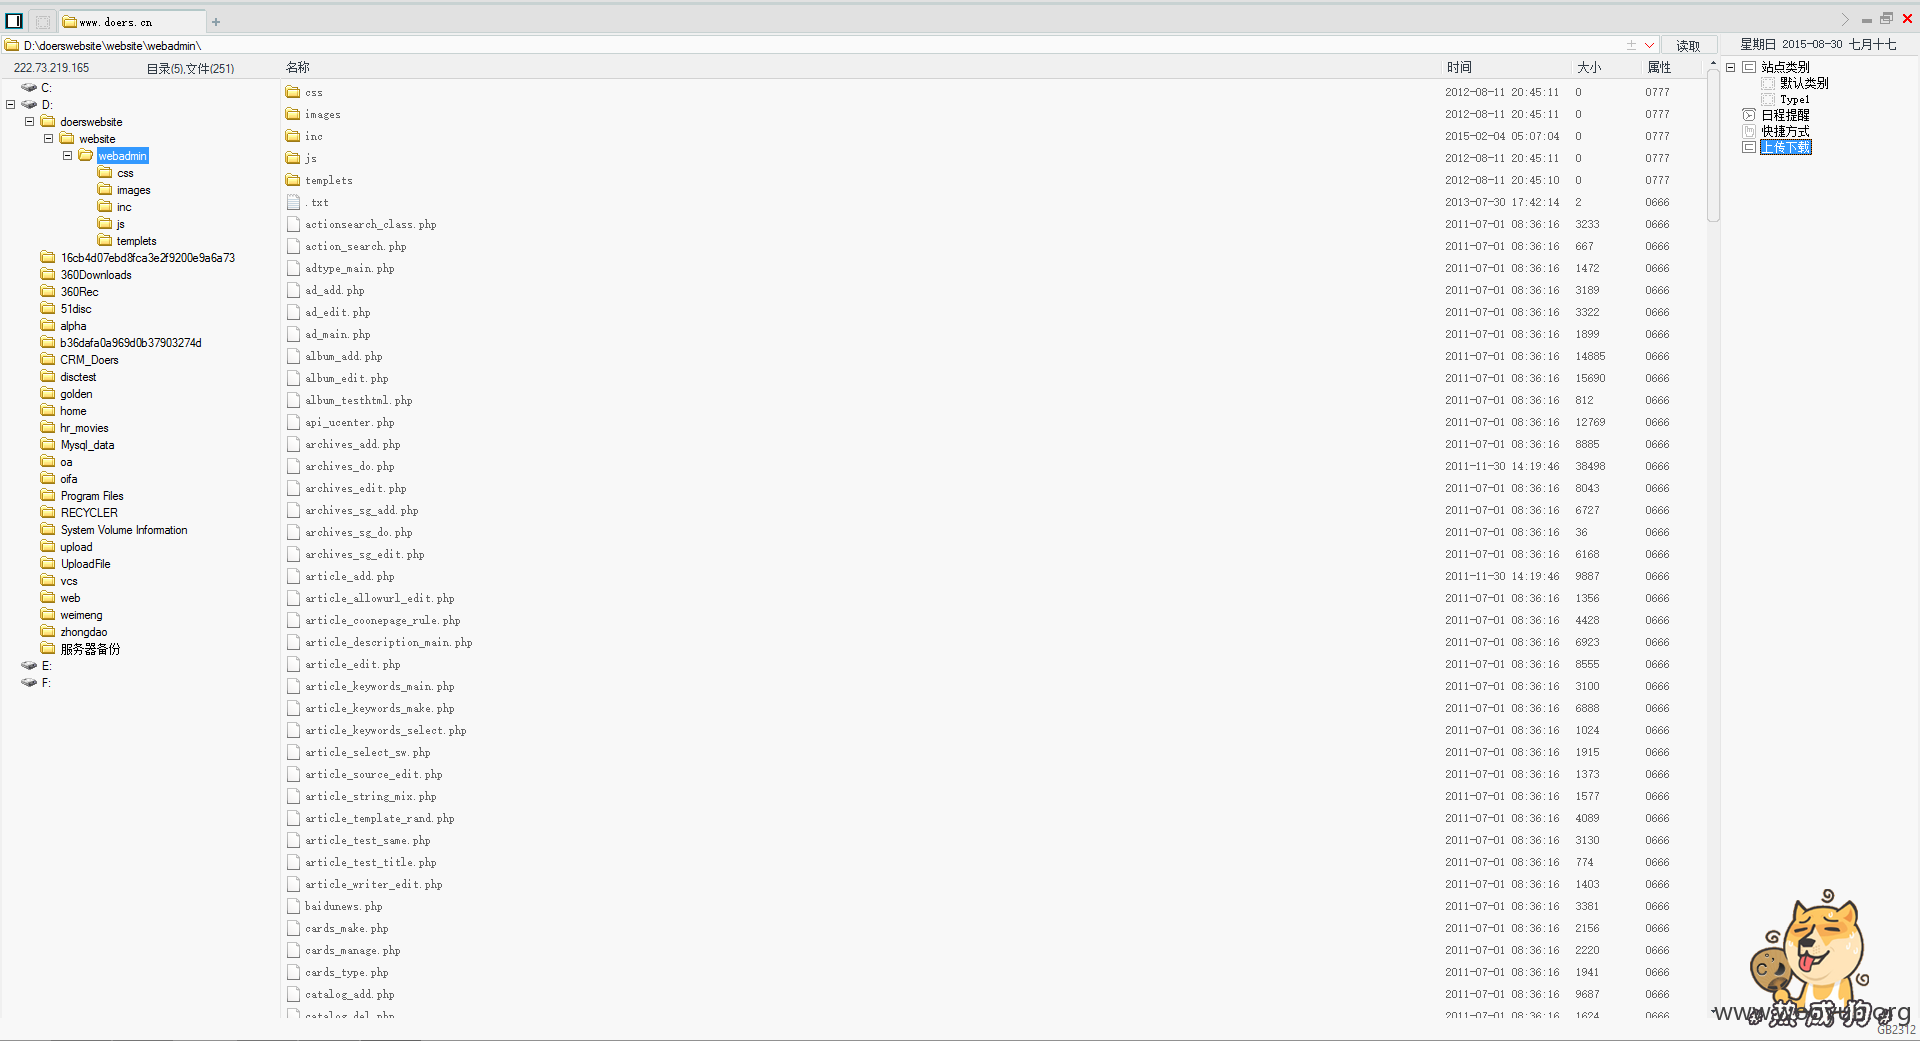 www.doers.cn
D:\doerswebsite\website\webadmin\
读取
星期日 2015-08-30 七月十七
222.73.219.165
目录(5),文件(251)
名称 时间 大小 属性
C:
D:
doerswebsite
website
webadmin
css
images
inc
js
templets
16cb4d07ebd8fca3e2f9200e9a6a73
360Downloads
360Rec
51disc
alpha
b36dafa0a969d0b37903274d
CRM_Doers
disctest
golden
home
hr_movies
Mysql_data
oa
oifa
Program Files
RECYCLER
System Volume Information
upload
UploadFile
vcs
web
weimeng
zhongdao
服务器备份
E:
F:
css 2012-08-11 20:45:11 0 0777
images 2012-08-11 20:45:11 0 0777
inc 2015-02-04 05:07:04 0 0777
js 2012-08-11 20:45:11 0 0777
templets 2012-08-11 20:45:10 0 0777
.txt 2013-07-30 17:42:14 2 0666
actionsearch_class.php 2011-07-01 08:36:16 3233 0666
action_search.php 2011-07-01 08:36:16 667 0666
adtype_main.php 2011-07-01 08:36:16 1472 0666
ad_add.php 2011-07-01 08:36:16 3189 0666
ad_edit.php 2011-07-01 08:36:16 3322 0666
ad_main.php 2011-07-01 08:36:16 1899 0666
album_add.php 2011-07-01 08:36:16 14885 0666
album_edit.php 2011-07-01 08:36:16 15690 0666
album_testhtml.php 2011-07-01 08:36:16 812 0666
api_ucenter.php 2011-07-01 08:36:16 12769 0666
archives_add.php 2011-07-01 08:36:16 8885 0666
archives_do.php 2011-11-30 14:19:46 38498 0666
archives_edit.php 2011-07-01 08:36:16 8043 0666
archives_sg_add.php 2011-07-01 08:36:16 6727 0666
archives_sg_do.php 2011-07-01 08:36:16 36 0666
archives_sg_edit.php 2011-07-01 08:36:16 6168 0666
article_add.php 2011-11-30 14:19:46 9887 0666
article_allowurl_edit.php 2011-07-01 08:36:16 1356 0666
article_coonepage_rule.php 2011-07-01 08:36:16 4428 0666
article_description_main.php 2011-07-01 08:36:16 6923 0666
article_edit.php 2011-07-01 08:36:16 8555 0666
article_keywords_main.php 2011-07-01 08:36:16 3100 0666
article_keywords_make.php 2011-07-01 08:36:16 6888 0666
article_keywords_select.php 2011-07-01 08:36:16 1024 0666
article_select_sw.php 2011-07-01 08:36:16 1915 0666
article_source_edit.php 2011-07-01 08:36:16 1373 0666
article_string_mix.php 2011-07-01 08:36:16 1577 0666
article_template_rand.php 2011-07-01 08:36:16 4089 0666
article_test_same.php 2011-07-01 08:36:16 3130 0666
article_test_title.php 2011-07-01 08:36:16 774 0666
article_writer_edit.php 2011-07-01 08:36:16 1403 0666
baidunews.php 2011-07-01 08:36:16 3381 0666
cards_make.php 2011-07-01 08:36:16 2156 0666
cards_manage.php 2011-07-01 08:36:16 2220 0666
cards_type.php 2011-07-01 08:36:16 1941 0666
catalog_add.php 2011-07-01 08:36:16 9687 0666
catalog_del.php 2011-07-01 08:36:16 1624 0666
站点类别
默认类别
Type1
日程提醒
快捷方式
上传下载
GB2312